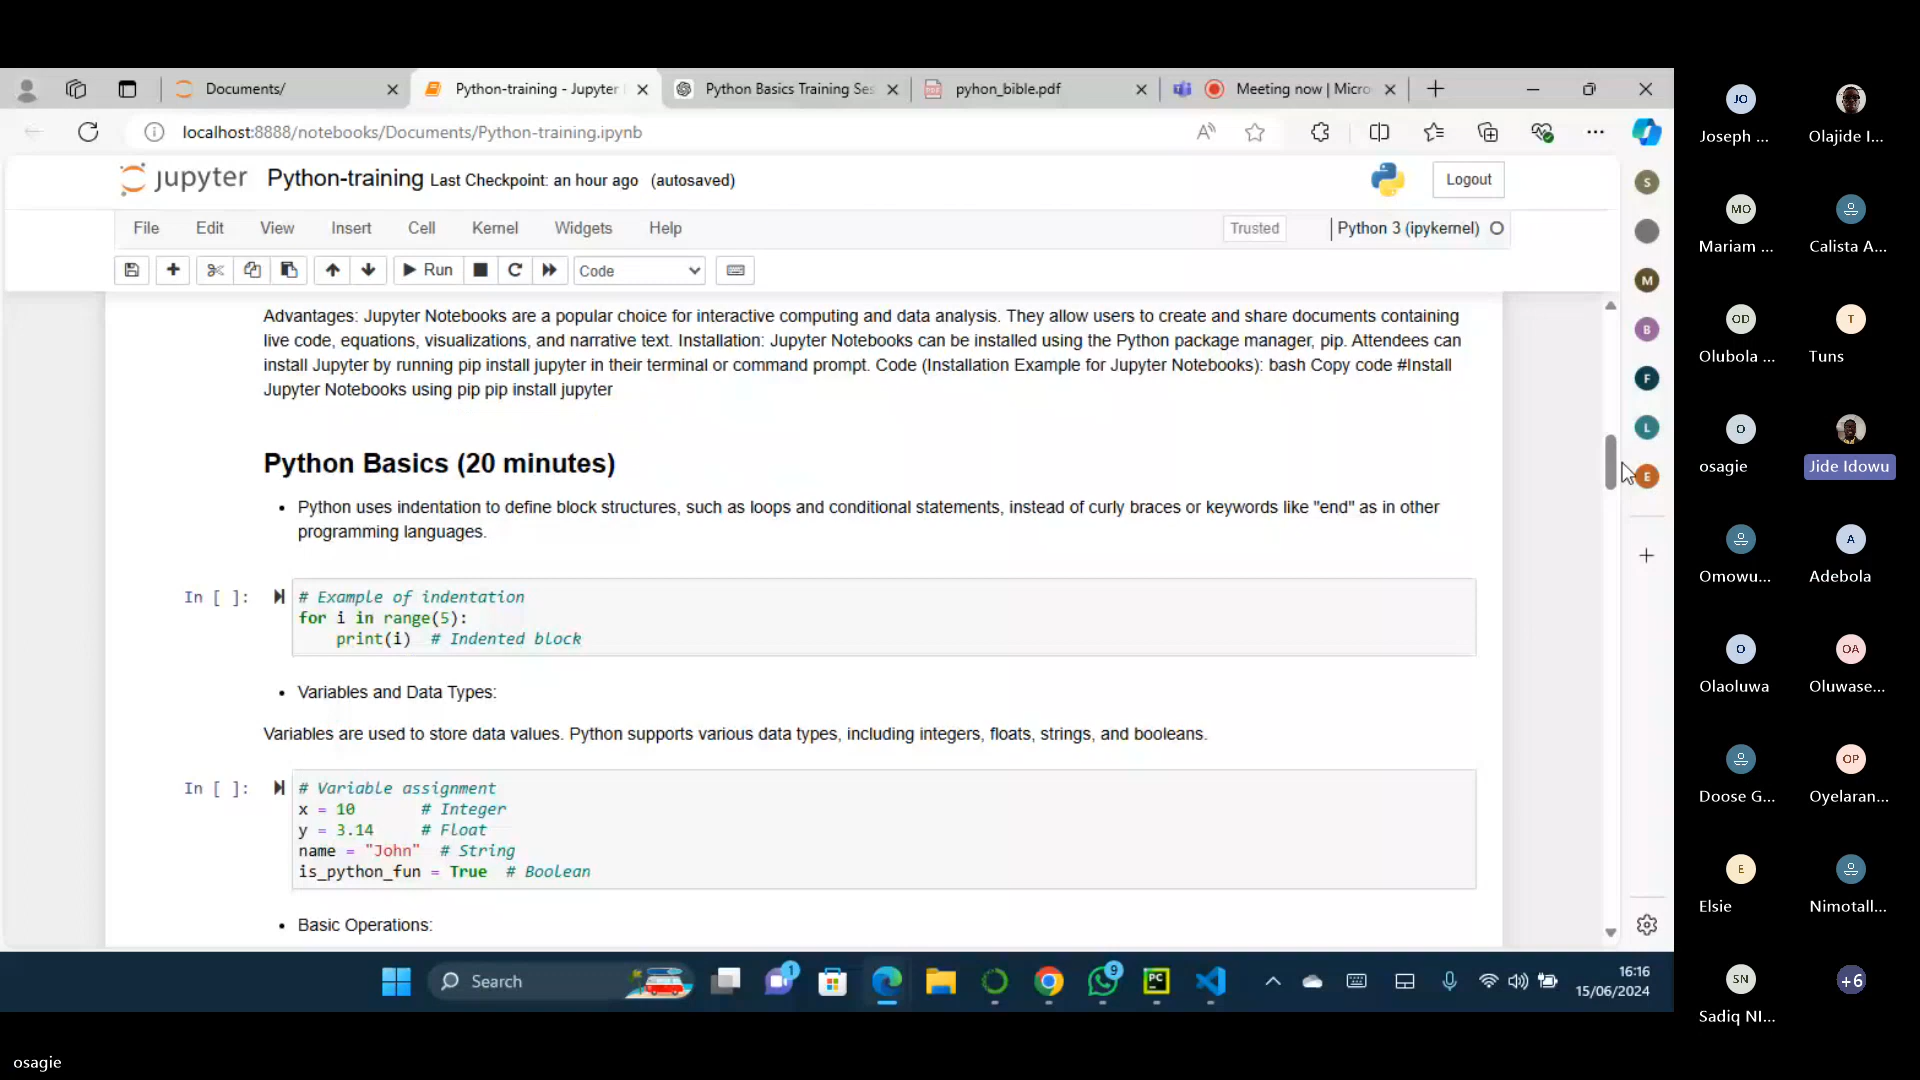 Documents/
Python-training - Jupyter
Python Basics Training Ses
pyhon_bible.pdf
Meeting now | Micro
localhost:8888/notebooks/Documents/Python-training.ipynb
jupyter Python-training Last Checkpoint: an hour ago (autosaved)
Logout
File Edit View Insert Cell Kernel Widgets Help
Trusted
Python 3 (ipykernel)
Run
Code
Advantages: Jupyter Notebooks are a popular choice for interactive computing and data analysis. They allow users to create and share documents containing
live code, equations, visualizations, and narrative text. Installation: Jupyter Notebooks can be installed using the Python package manager, pip. Attendees can
install Jupyter by running pip install jupyter in their terminal or command prompt. Code (Installation Example for Jupyter Notebooks): bash Copy code #Install
Jupyter Notebooks using pip pip install jupyter
Python Basics (20 minutes)
• Python uses indentation to define block structures, such as loops and conditional statements, instead of curly braces or keywords like "end" as in other
programming languages.
In [ ]:
# Example of indentation
for i in range(5):
    print(i)  # Indented block
• Variables and Data Types:
Variables are used to store data values. Python supports various data types, including integers, floats, strings, and booleans.
In [ ]:
# Variable assignment
x = 10       # Integer
y = 3.14     # Float
name = "John"  # String
is_python_fun = True  # Boolean
• Basic Operations:
S
M
B
F
L
E
Search
1
9
PC
16:16
15/06/2024
JO
Joseph ...
Olajide I...
MO
Mariam ...
Calista A...
OD
Olubola ...
T
Tuns
O
osagie
Jide Idowu
Omowu...
A
Adebola
O
Olaoluwa
OA
Oluwase...
Doose G...
OP
Oyelaran...
E
Elsie
Nimotall...
SN
Sadiq NI...
+6
osagie